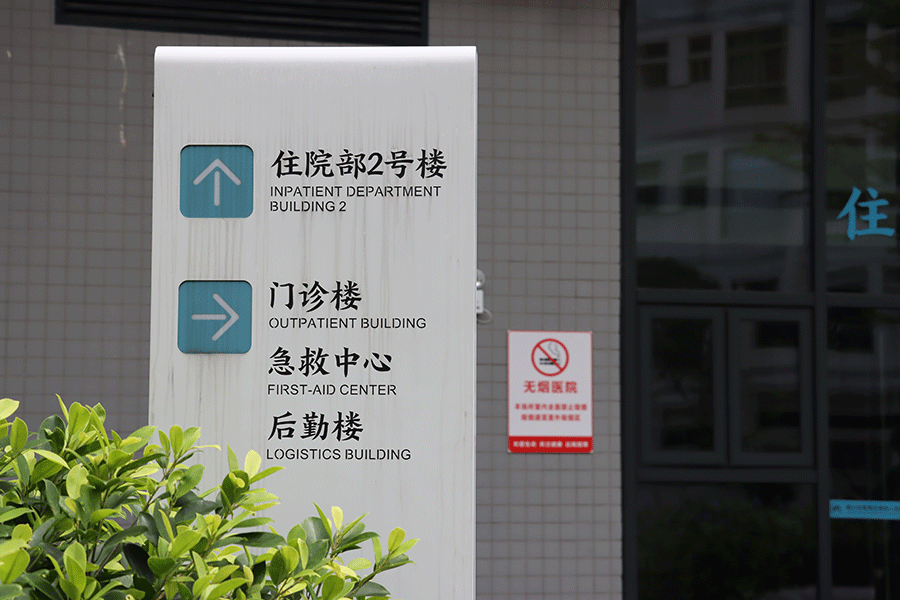 住院部2号楼
INPATIENT DEPARTMENT
BUILDING 2
门诊楼
OUTPATIENT BUILDING
急救中心
FIRST-AID CENTER
后勤楼
LOGISTICS BUILDING
无烟医院
住